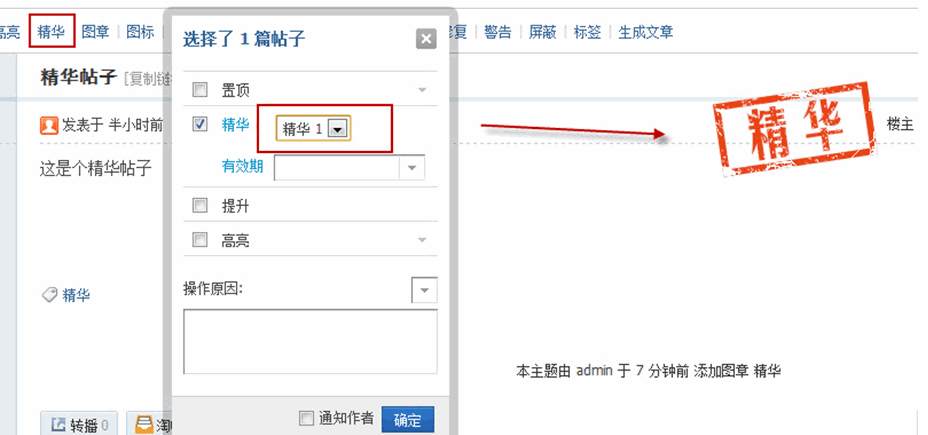 高亮 精华 图章 图标 复 警告 屏蔽 标签 生成文章
选择了 1 篇帖子
精华帖子 [复制链
置顶
发表于 半小时前
精华 精华 1
精华
楼主
这是个精华帖子
有效期
提升
高亮
精华
操作原因:
本主题由 admin 于 7 分钟前 添加图章 精华
转播 0
淘
通知作者 确定